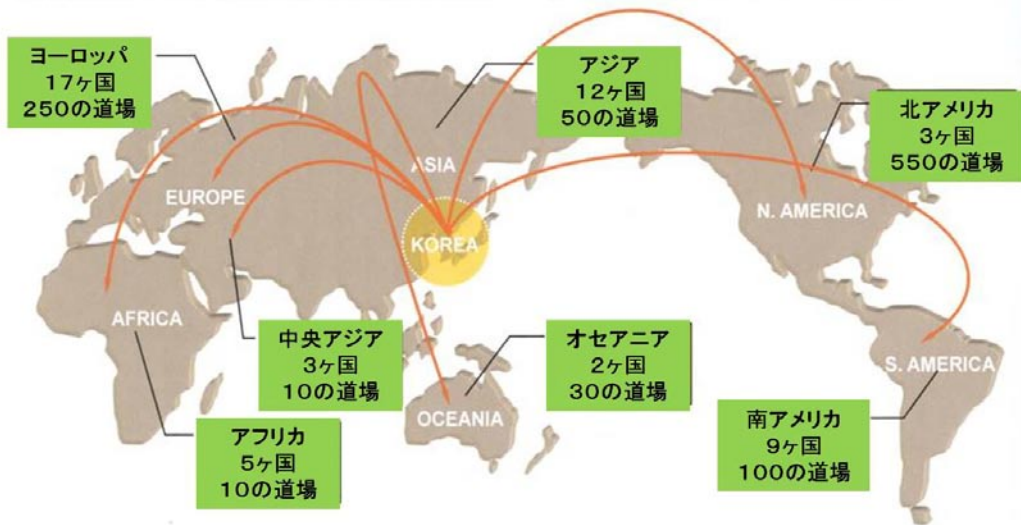 ヨーロッパ
17ヶ国
250の道場
アジア
12ヶ国
50の道場
北アメリカ
3ヶ国
550の道場
ASIA
EUROPE
KOREA
N. AMERICA
AFRICA
中央アジア
3ヶ国
10の道場
オセアニア
2ヶ国
30の道場
S. AMERICA
OCEANIA
アフリカ
5ヶ国
10の道場
南アメリカ
9ヶ国
100の道場